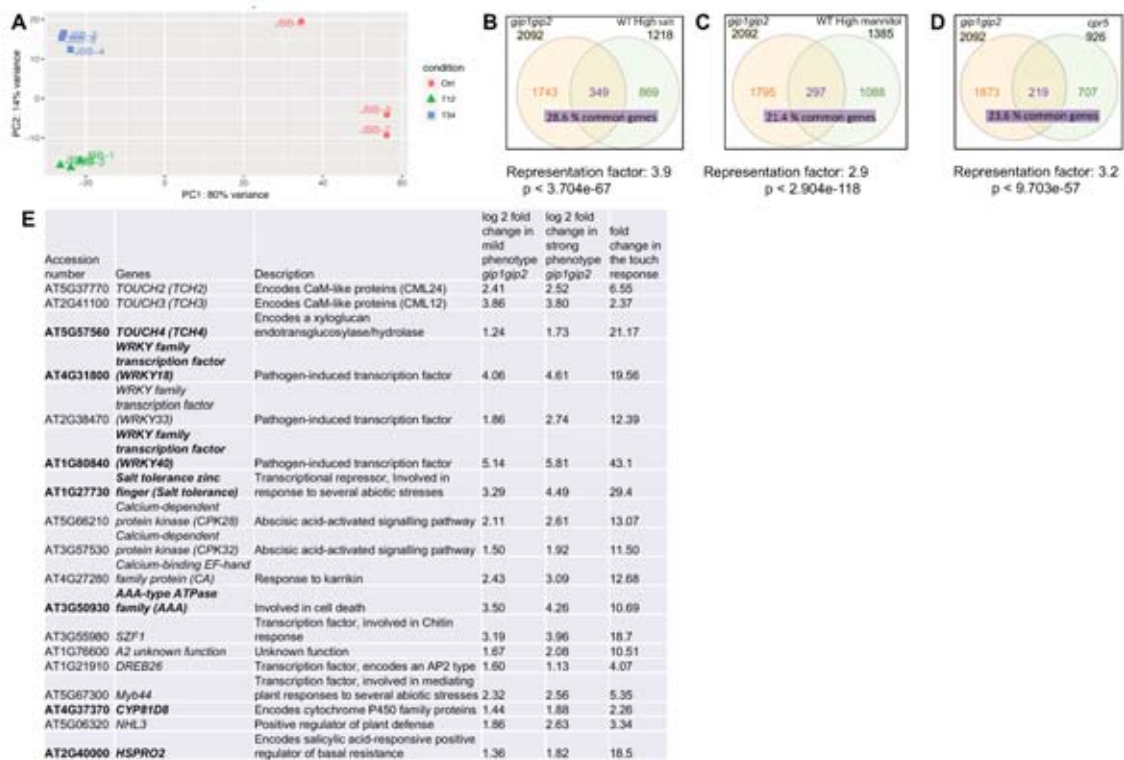 A
20
10
0
-10
-20
0
20
40
60
PC2: 14% variance
PC1: 80% variance
condition
Ctrl
T12
T34
B
gip1gip2
WT High salt
2092
1218
1743
349
869
28.6 % common genes
Representation factor: 3.9
p < 3.704e-67
C
gip1gip2
WT High mannitol
2092
1385
1795
297
1088
21.4 % common genes
Representation factor: 2.9
p < 2.904e-118
D
gip1gip2
cpr5
2092
926
1873
219
707
23.6 % common genes
Representation factor: 3.2
p < 9.703e-57
E
Accession number Genes Description log 2 fold change in mild phenotype gip1gip2 log 2 fold change in strong phenotype gip1gip2 fold change in the touch response
AT5G37770 TOUCH2 (TCH2) Encodes CaM-like proteins (CML24) 2.41 2.52 6.55
AT2G41100 TOUCH3 (TCH3) Encodes CaM-like proteins (CML12) 3.86 3.80 2.37
Encodes a xyloglucan
AT5G57560 TOUCH4 (TCH4) endotransglucosylase/hydrolase 1.24 1.73 21.17
WRKY family
transcription factor
AT4G31800 (WRKY18) Pathogen-induced transcription factor 4.06 4.61 19.56
WRKY family
transcription factor
AT2G38470 (WRKY33) Pathogen-induced transcription factor 1.86 2.74 12.39
WRKY family
transcription factor
AT1G80840 (WRKY40) Pathogen-induced transcription factor 5.14 5.81 43.1
Salt tolerance zinc Transcriptional repressor, Involved in
AT1G27730 finger (Salt tolerance) response to several abiotic stresses 3.29 4.49 29.4
Calcium-dependent
AT5G66210 protein kinase (CPK28) Abscisic acid-activated signalling pathway 2.11 2.61 13.07
Calcium-dependent
AT3G57530 protein kinase (CPK32) Abscisic acid-activated signalling pathway 1.50 1.92 11.50
Calcium-binding EF-hand
AT4G27280 family protein (CA) Response to karrikin 2.43 3.09 12.68
AAA-type ATPase
AT3G50930 family (AAA) Involved in cell death 3.50 4.26 10.69
Transcription factor, involved in Chitin
AT3G55980 SZF1 response 3.19 3.96 18.7
AT1G76600 A2 unknown function Unknown function 1.67 2.08 10.51
AT1G21910 DREB26 Transcription factor, encodes an AP2 type 1.60 1.13 4.07
Transcription factor, involved in mediating
AT5G67300 Myb44 plant responses to several abiotic stresses 2.32 2.56 5.35
AT4G37370 CYP81D8 Encodes cytochrome P450 family proteins 1.44 1.88 2.26
AT5G06320 NHL3 Positive regulator of plant defense 1.86 2.63 3.34
Encodes salicylic acid-responsive positive
AT2G40000 HSPRO2 regulator of basal resistance 1.36 1.82 18.5